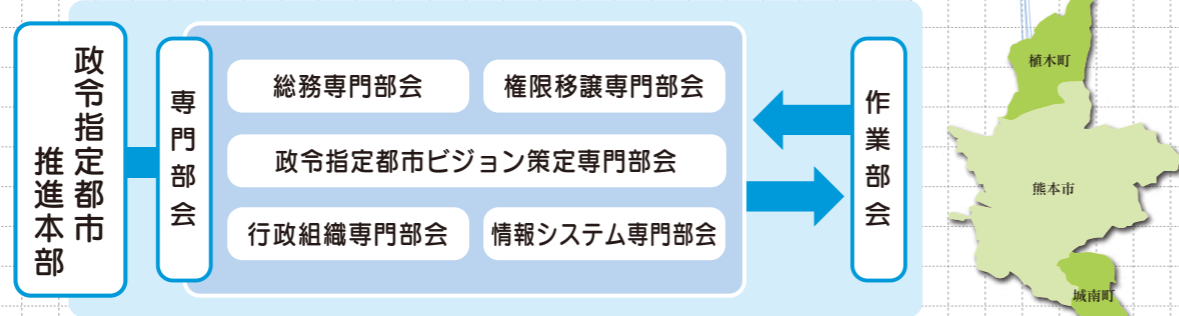 政令指定都市
推進本部
専門部会
総務専門部会
権限移譲専門部会
政令指定都市ビジョン策定専門部会
行政組織専門部会
情報システム専門部会
作業部会
植木町
熊本市
城南町